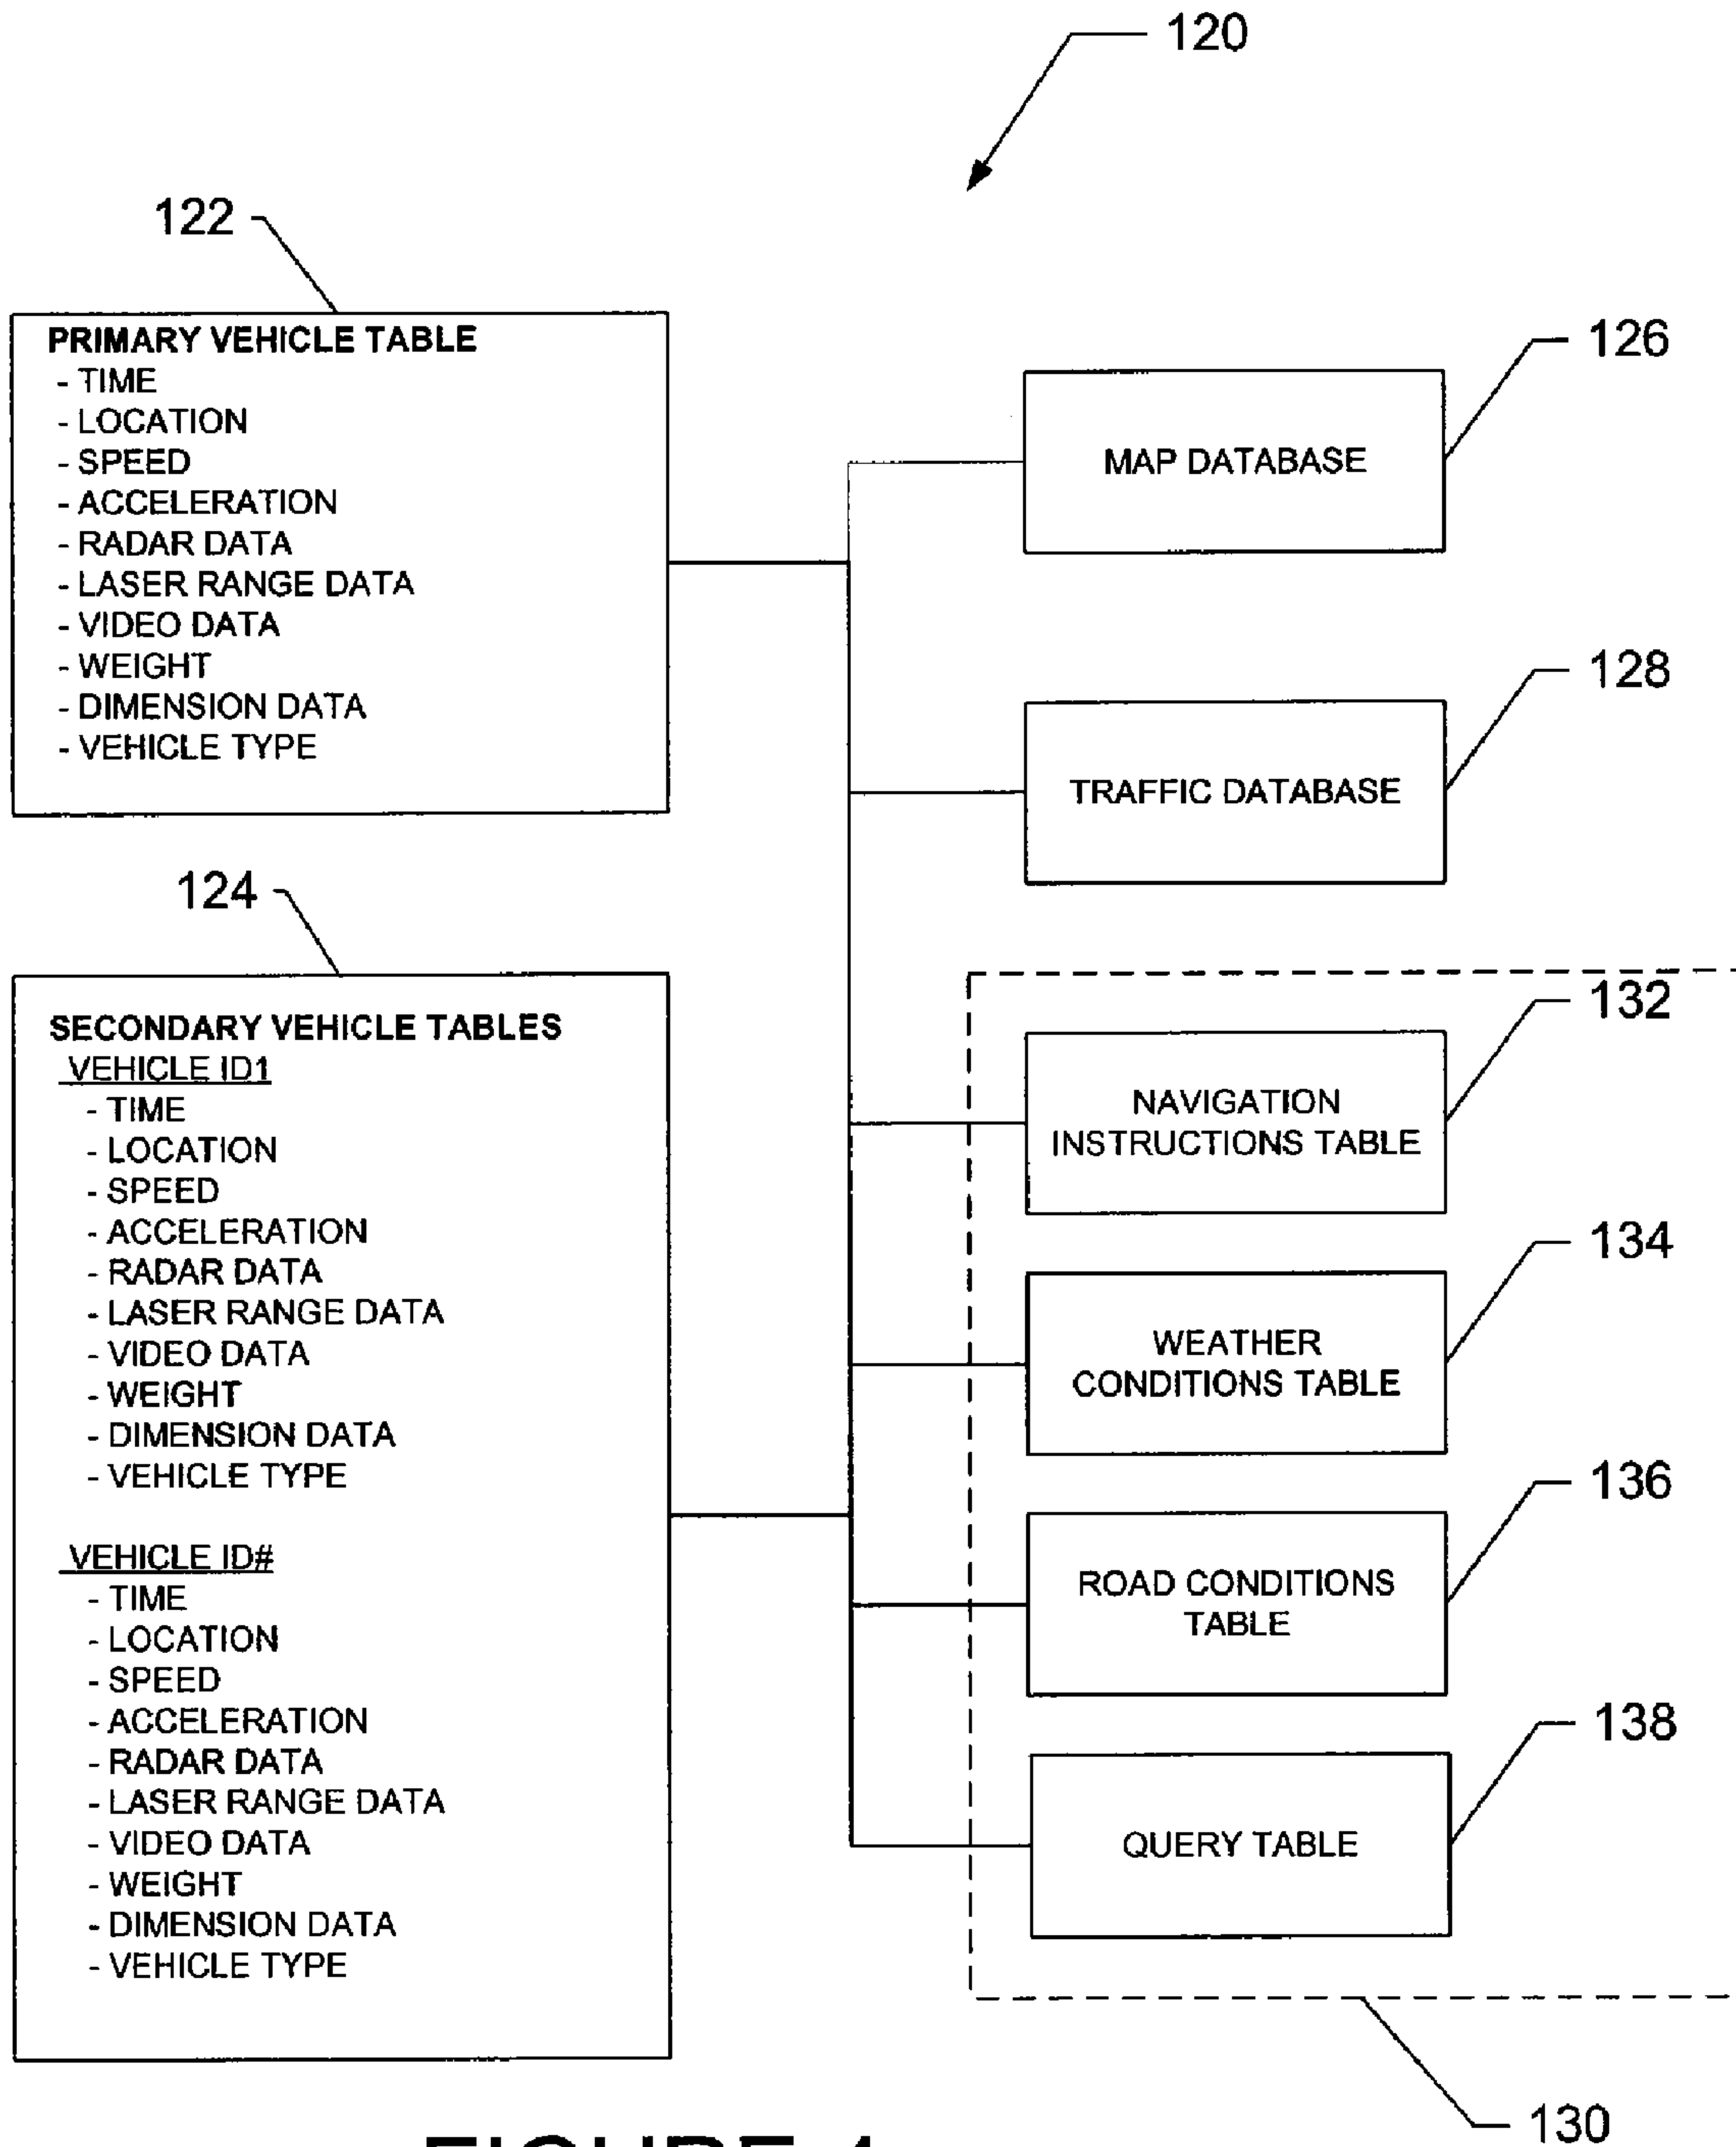 120
122
PRIMARY VEHICLE TABLE
- TIME
- LOCATION
- SPEED
- ACCELERATION
- RADAR DATA
- LASER RANGE DATA
- VIDEO DATA
- WEIGHT
- DIMENSION DATA
- VEHICLE TYPE
126
MAP DATABASE
128
TRAFFIC DATABASE
124
SECONDARY VEHICLE TABLES
VEHICLE ID1
- TIME
- LOCATION
- SPEED
- ACCELERATION
- RADAR DATA
- LASER RANGE DATA
- VIDEO DATA
- WEIGHT
- DIMENSION DATA
- VEHICLE TYPE
VEHICLE ID#
- TIME
- LOCATION
- SPEED
- ACCELERATION
- RADAR DATA
- LASER RANGE DATA
- VIDEO DATA
- WEIGHT
- DIMENSION DATA
- VEHICLE TYPE
132
NAVIGATION
INSTRUCTIONS TABLE
134
WEATHER
CONDITIONS TABLE
136
ROAD CONDITIONS
TABLE
138
QUERY TABLE
130